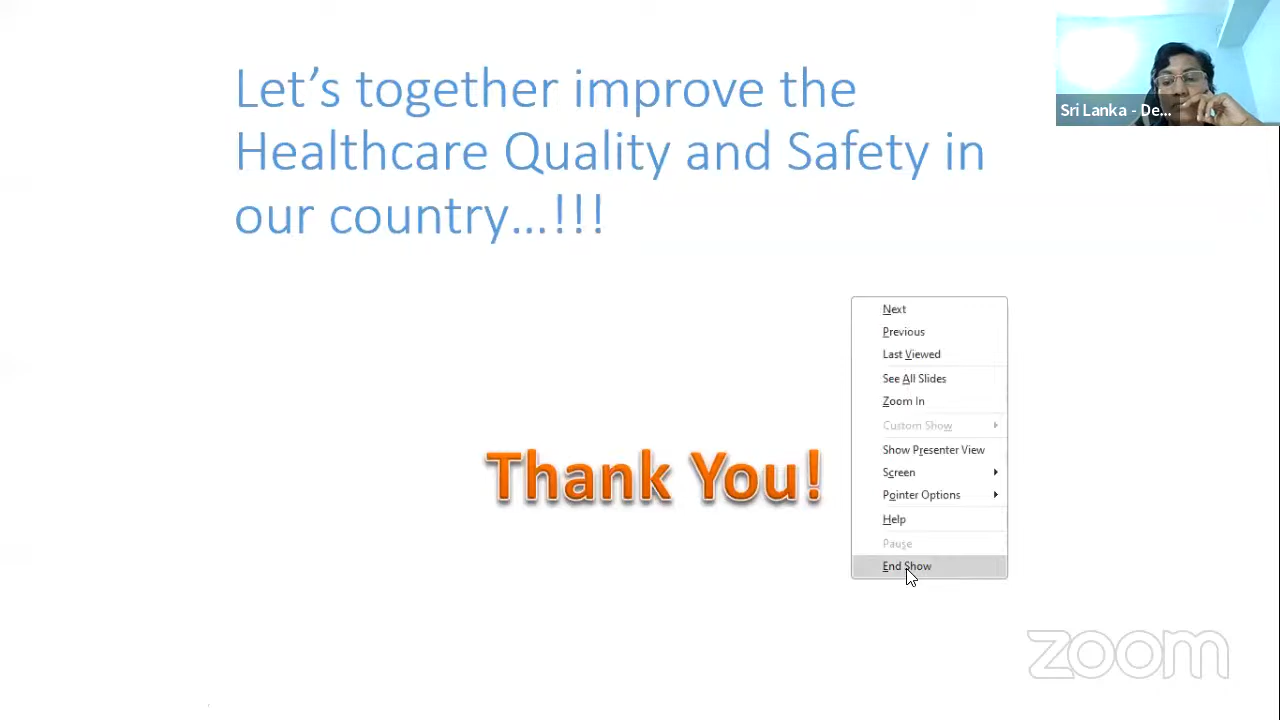 Let's together improve the
Healthcare Quality and Safety in
our country...!!!
Sri Lanka - De...
Next
Previous
Last Viewed
See All Slides
Zoom In
Custom Show
Show Presenter View
Screen
Pointer Options
Help
Pause
End Show
Thank You!
zoom